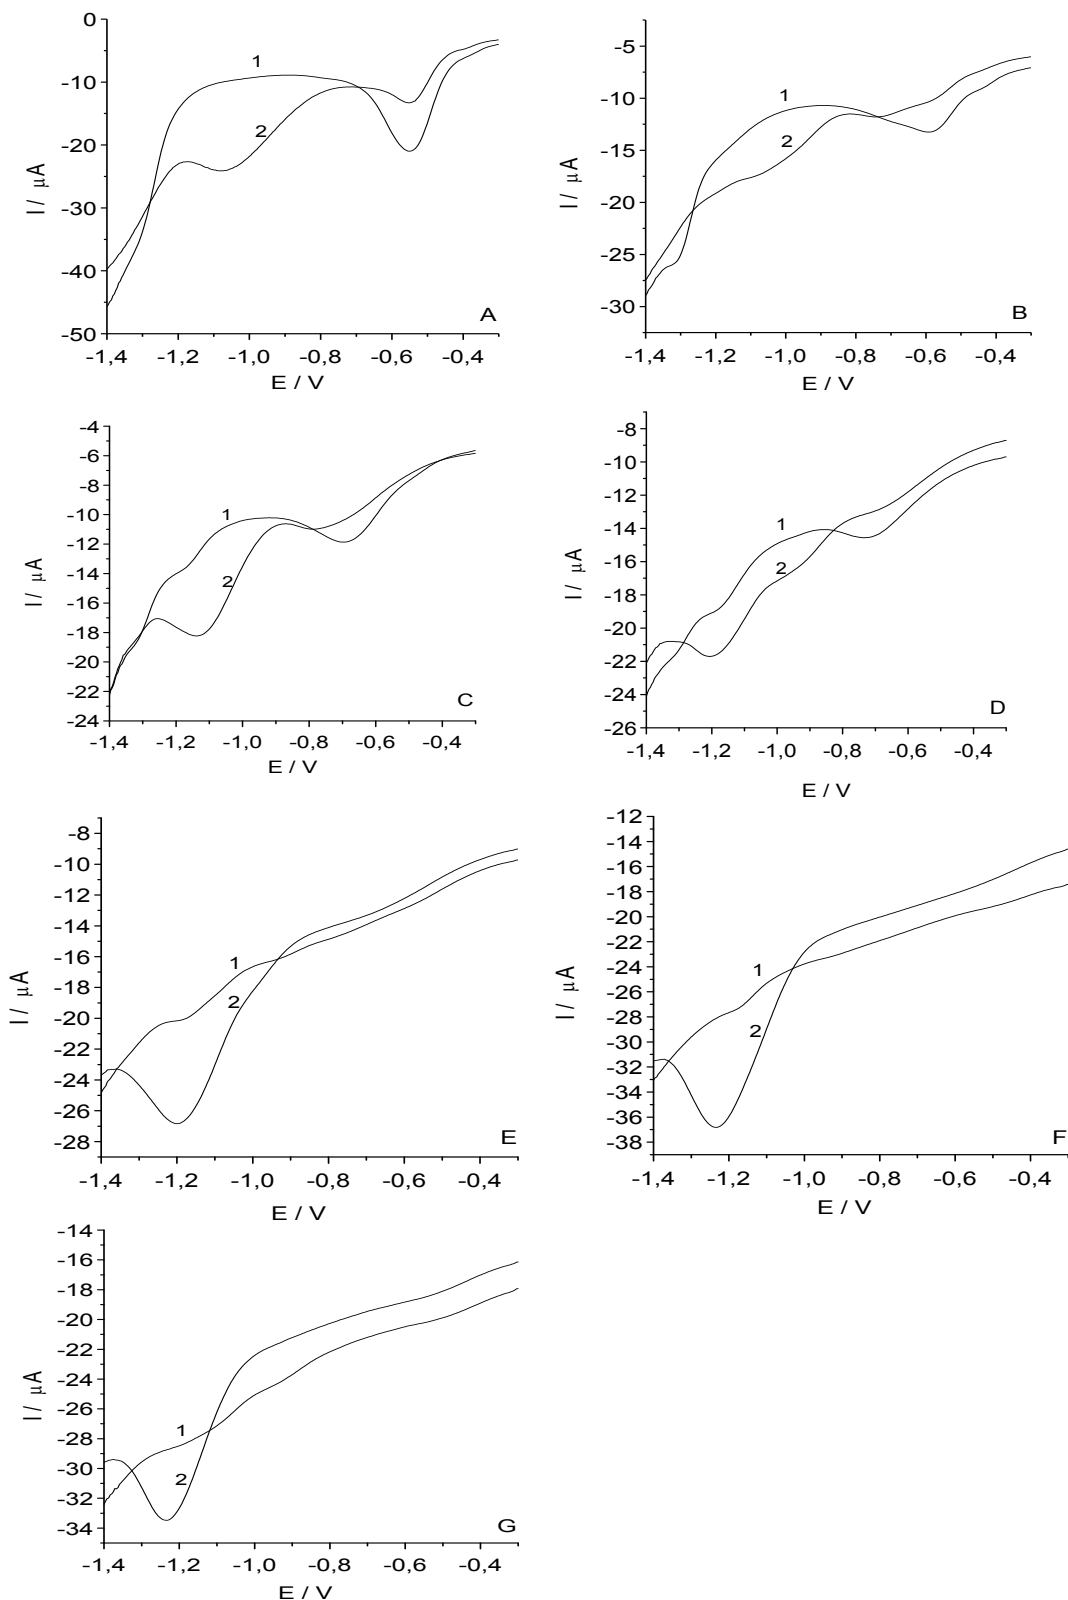 0
-10
-20
-30
-40
-50
I / μA
1
2
A
-1,4 -1,2 -1,0 -0,8 -0,6 -0,4
E / V
-5
-10
-15
-20
-25
-30
I / μA
1
2
B
-1,4 -1,2 -1,0 -0,8 -0,6 -0,4
E / V
-4
-6
-8
-10
-12
-14
-16
-18
-20
-22
-24
I / μA
1
2
C
-1,4 -1,2 -1,0 -0,8 -0,6 -0,4
E / V
-8
-10
-12
-14
-16
-18
-20
-22
-24
-26
I / μA
1
2
D
-1,4 -1,2 -1,0 -0,8 -0,6 -0,4
E / V
-8
-10
-12
-14
-16
-18
-20
-22
-24
-26
-28
I / μA
1
2
E
-1,4 -1,2 -1,0 -0,8 -0,6 -0,4
E / V
-12
-14
-16
-18
-20
-22
-24
-26
-28
-30
-32
-34
-36
-38
I / μA
1
2
F
-1,4 -1,2 -1,0 -0,8 -0,6 -0,4
E / V
-14
-16
-18
-20
-22
-24
-26
-28
-30
-32
-34
I / μA
1
2
G
-1,4 -1,2 -1,0 -0,8 -0,6 -0,4
E / V